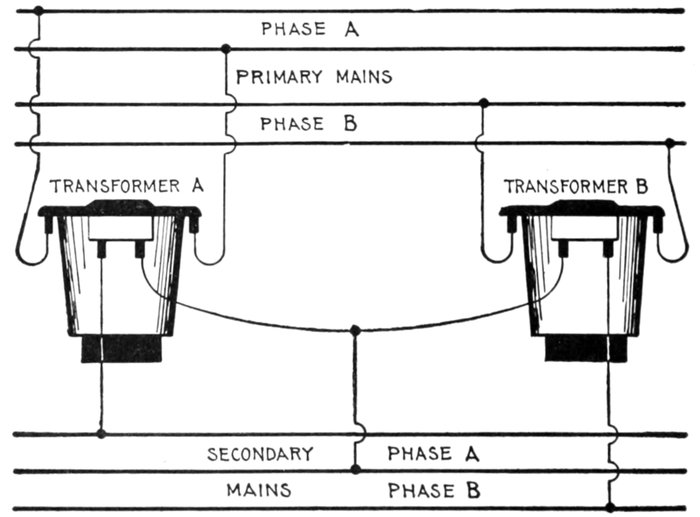 PHASE A
PRIMARY MAINS
PHASE B
TRANSFORMER A
TRANSFORMER B
SECONDARY PHASE A
MAINS PHASE B